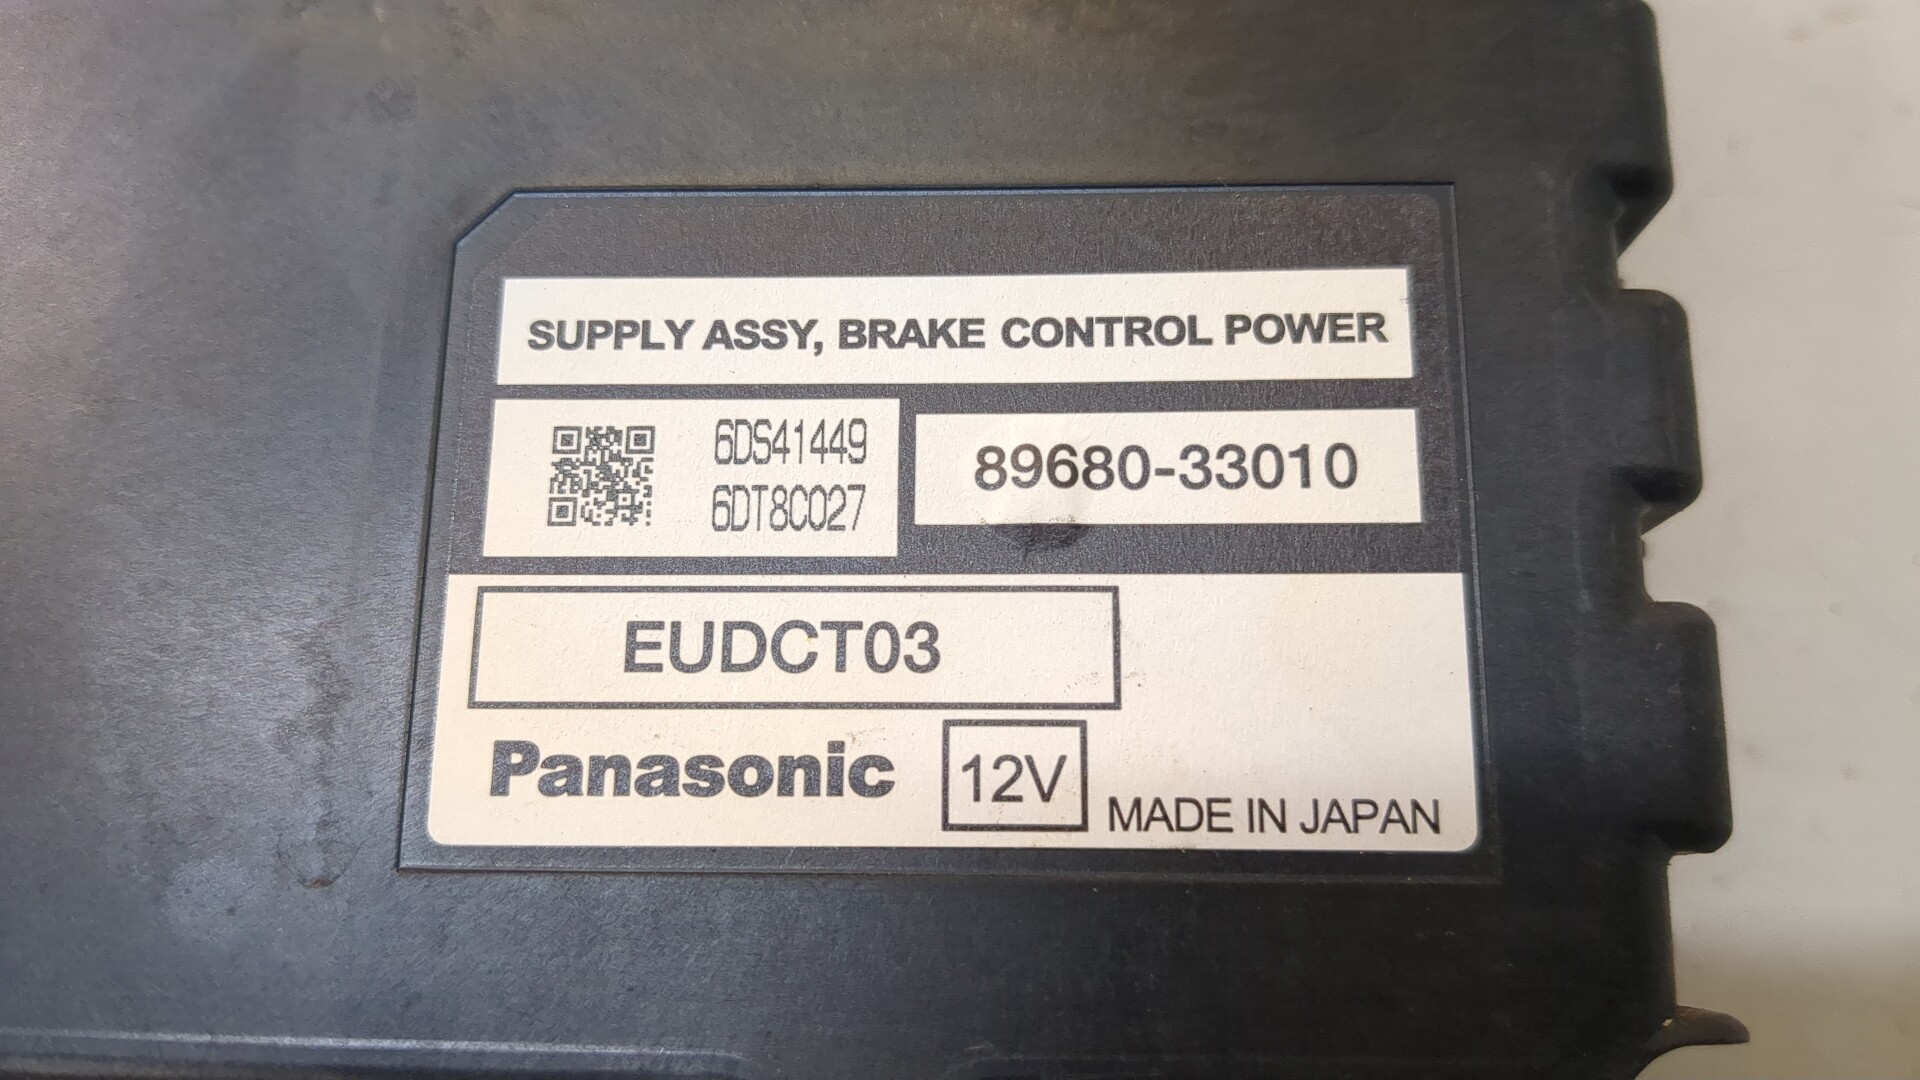 SUPPLY ASSY, BRAKE CONTROL POWER
6DS41449
6DT8C027
89680-33010
EUDCT03
Panasonic
12V
MADE IN JAPAN